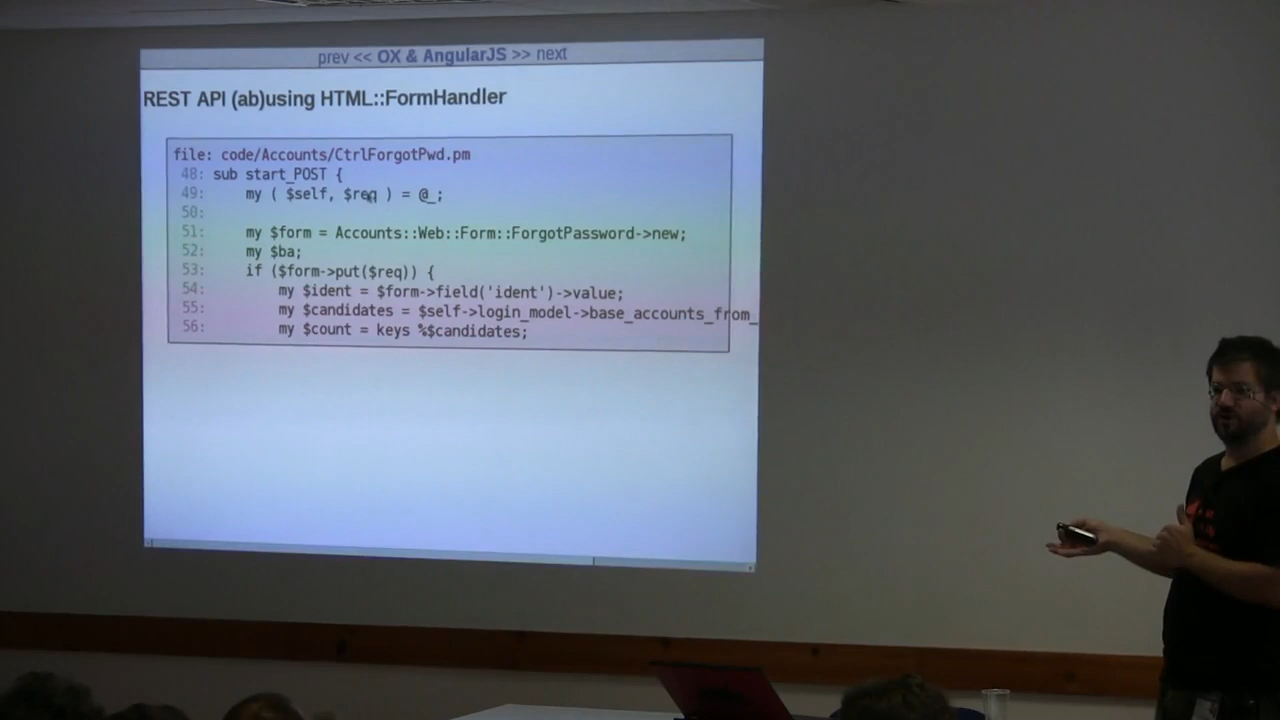 prev << OX & AngularJS >> next
REST API (ab)using HTML::FormHandler
file: code/Accounts/CtrlForgotPwd.pm
48: sub start_POST {
49: my ( $self, $req ) = @_;
50:
51: my $form = Accounts::Web::Form::ForgotPassword->new;
52: my $ba;
53: if ($form->put($req)) {
54: my $ident = $form->field('ident')->value;
55: my $candidates = $self->login_model->base_accounts_from_
56: my $count = keys %$candidates;